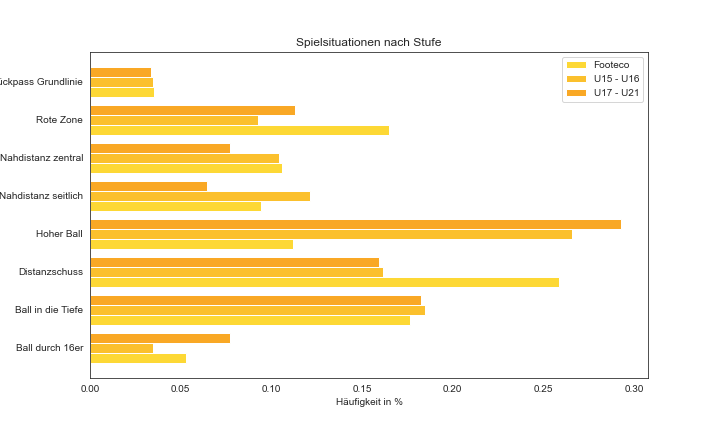 Spielsituationen nach Stufe
Footeco
U15 - U16
U17 - U21
Grundlinie
Rote Zone
Nahdistanz zentral
Nahdistanz seitlich
Hoher Ball
Distanzschuss
Ball in die Tiefe
Ball durch 16er
0.00 0.05 0.10 0.15 0.20 0.25 0.30
Häufigkeit in %